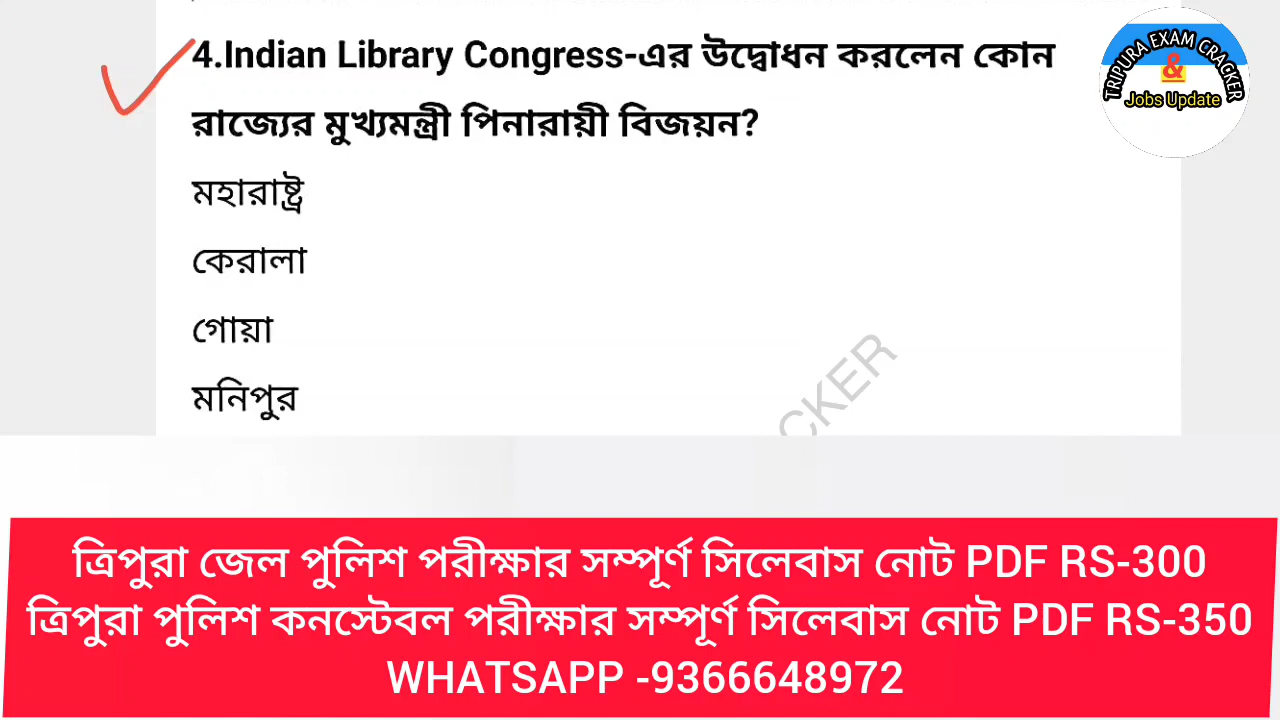 4.Indian Library Congress-এর উদ্বোধন করলেন কোন
রাজ্যের মুখ্যমন্ত্রী পিনারায়ী বিজয়ন?
মহারাষ্ট্র
কেরালা
গোয়া
মনিপুর
TRIPURA EXAM CRACKER
&
Jobs Update
CKER
ত্রিপুরা জেল পুলিশ পরীক্ষার সম্পূর্ণ সিলেবাস নোট PDF RS-300
ত্রিপুরা পুলিশ কনস্টেবল পরীক্ষার সম্পূর্ণ সিলেবাস নোট PDF RS-350
WHATSAPP -9366648972